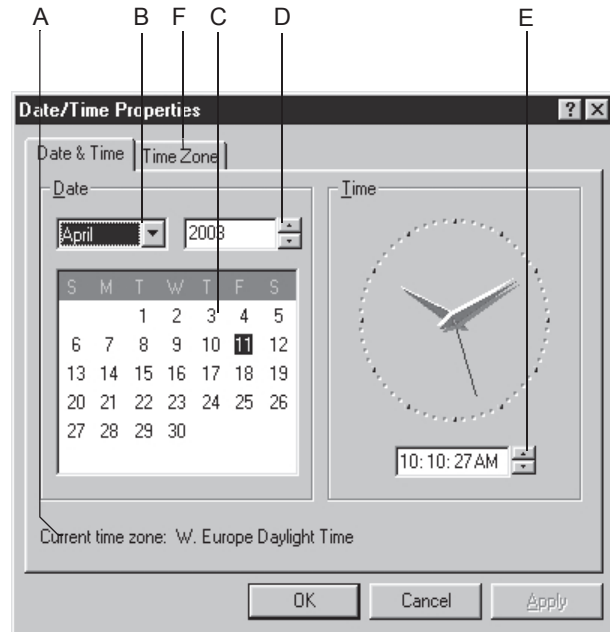 A B F C D E
Date/Time Properties
Date & Time Time Zone
Date
Time
April 2003
S M T W T F S
1 2 3 4 5
6 7 8 9 10 11 12
13 14 15 16 17 18 19
20 21 22 23 24 25 26
27 28 29 30
10:10:27 AM
Current time zone: W. Europe Daylight Time
OK Cancel Apply